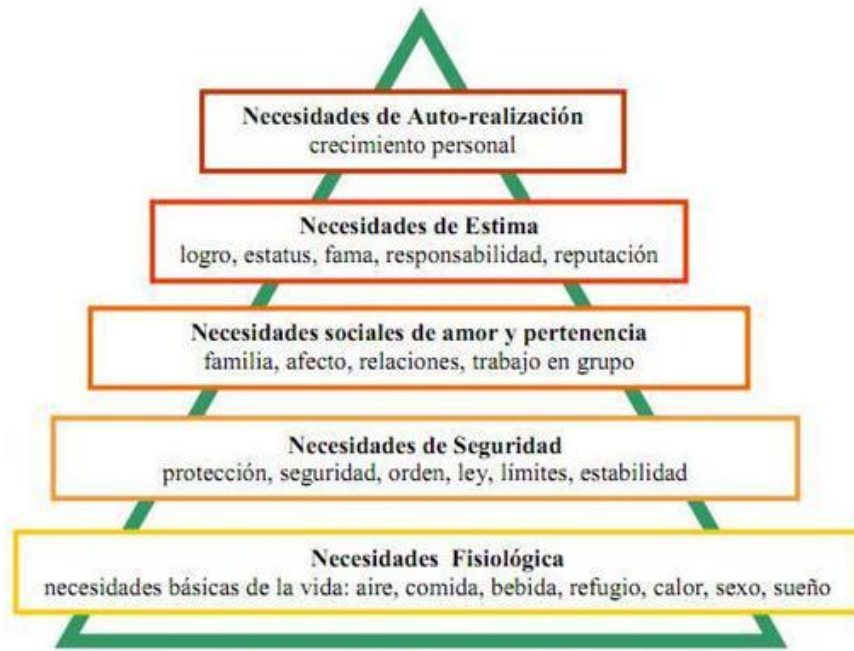 Necesidades de Auto-realización
crecimiento personal
Necesidades de Estima
logro, estatus, fama, responsabilidad, reputación
Necesidades sociales de amor y pertenencia
familia, afecto, relaciones, trabajo en grupo
Necesidades de Seguridad
protección, seguridad, orden, ley, límites, estabilidad
Necesidades Fisiológica
necesidades básicas de la vida: aire, comida, bebida, refugio, calor, sexo, sueño